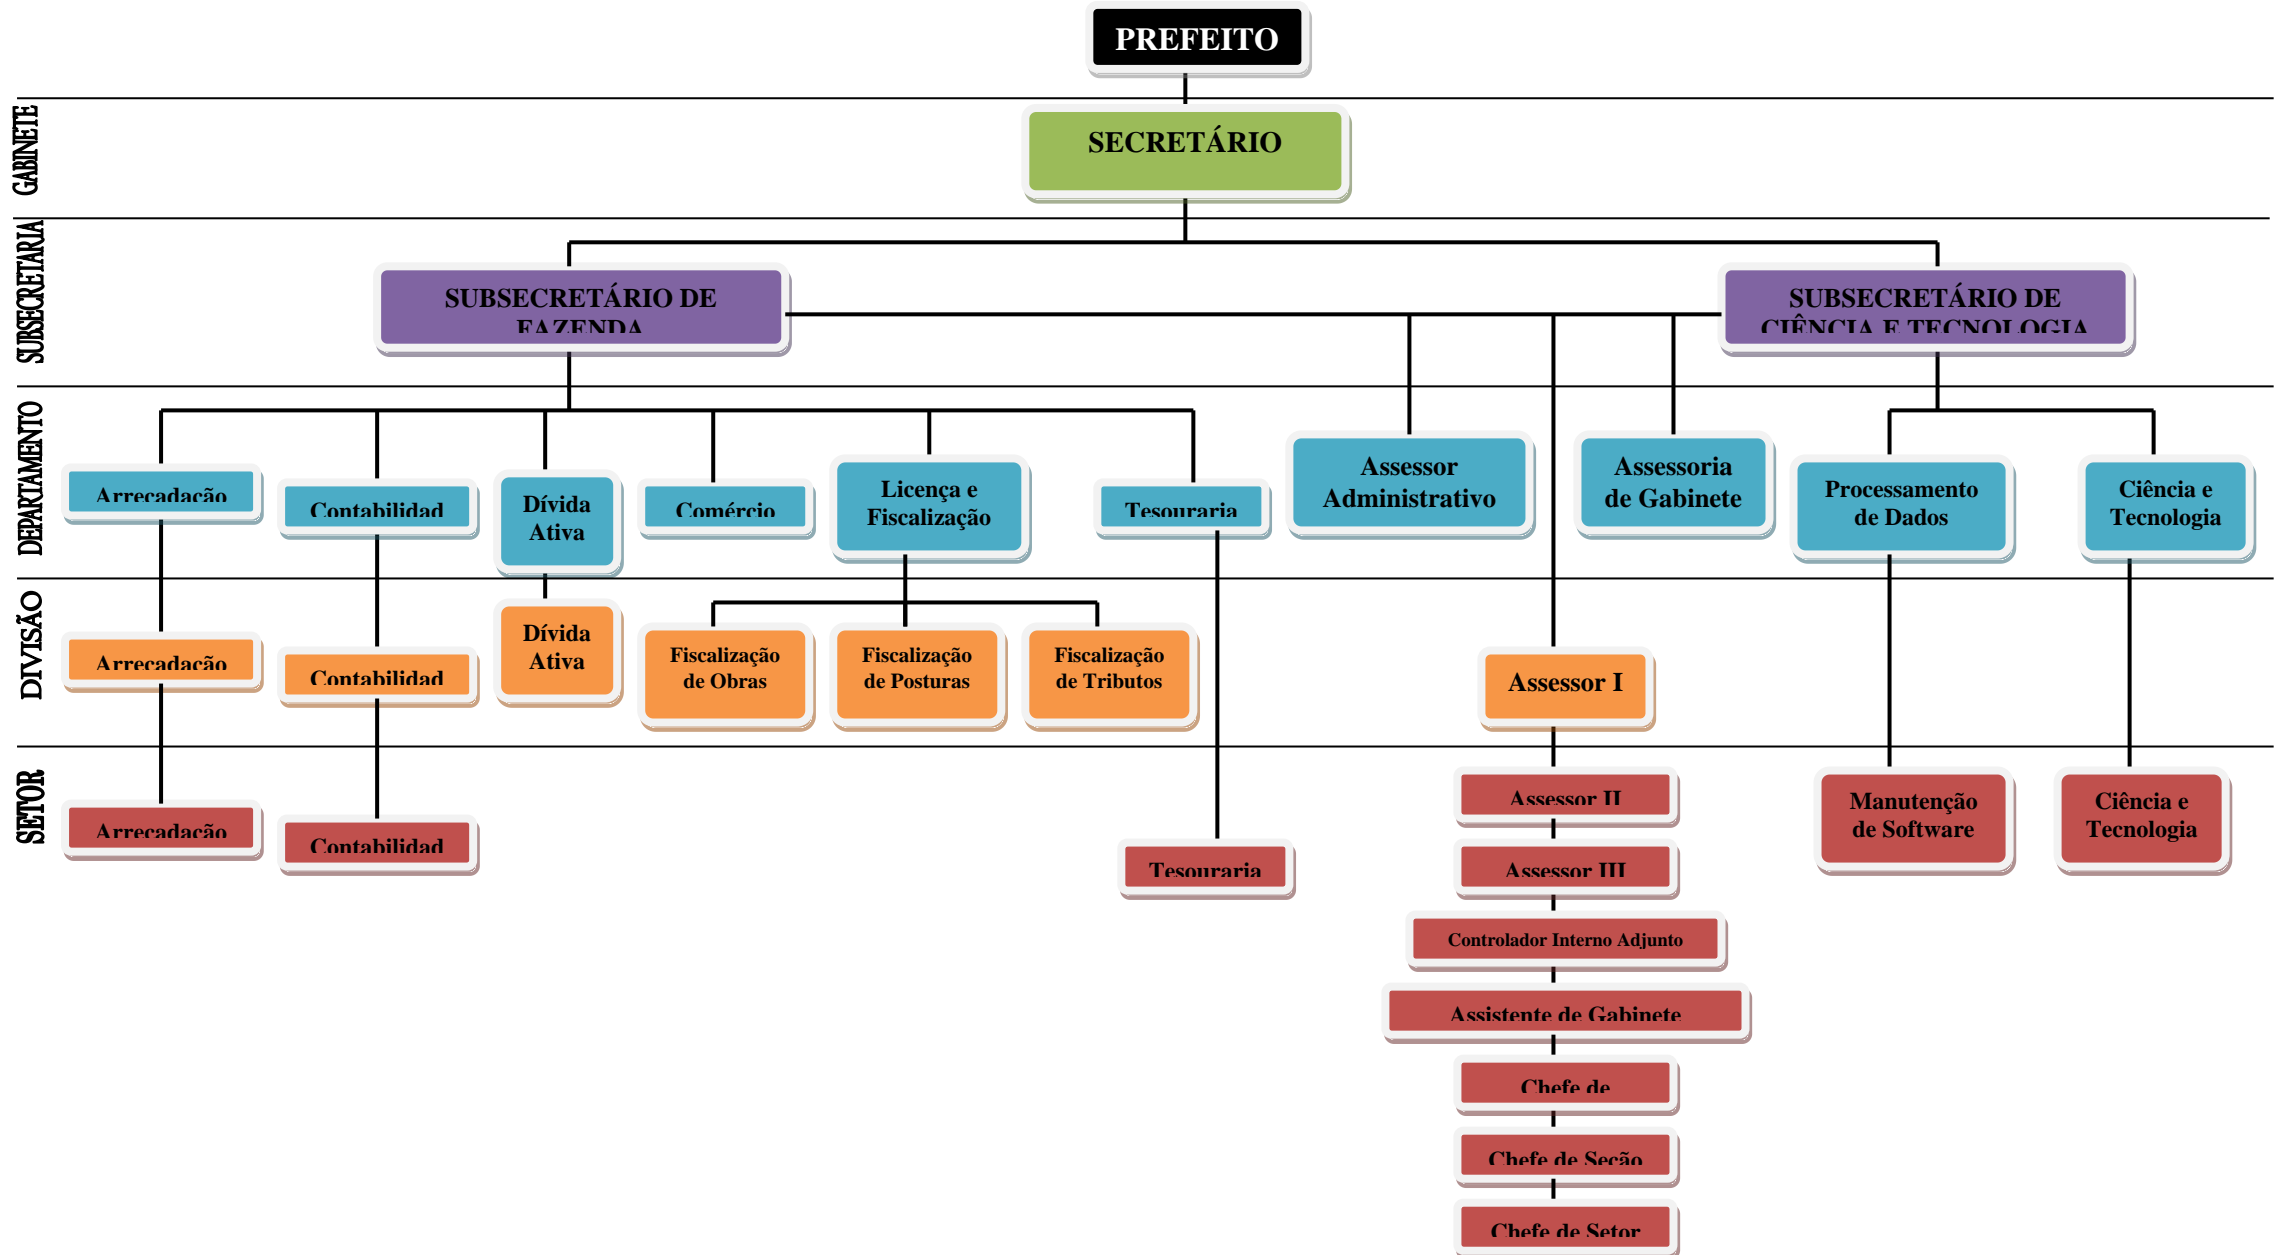 PREFEITO
GABINETE
SECRETÁRIO
SUBSECRETARIA
SUBSECRETÁRIO DE
FAZENDA
SUBSECRETÁRIO DE
CIÊNCIA E TECNOLOGIA
DEPARTAMENTO
Arrecadação
Contabilidad
Dívida
Ativa
Comércio
Licença e
Fiscalização
Tesouraria
Assessor
Administrativo
Assessoria
de Gabinete
Processamento
de Dados
Ciência e
Tecnologia
DIVISÃO
Arrecadação
Contabilidad
Dívida
Ativa
Fiscalização
de Obras
Fiscalização
de Posturas
Fiscalização
de Tributos
Assessor I
SETOR
Arrecadação
Contabilidad
Tesouraria
Assessor II
Assessor III
Controlador Interno Adjunto
Assistente de Gabinete
Chefe de
Chefe de Seção
Chefe de Setor
Manutenção
de Software
Ciência e
Tecnologia